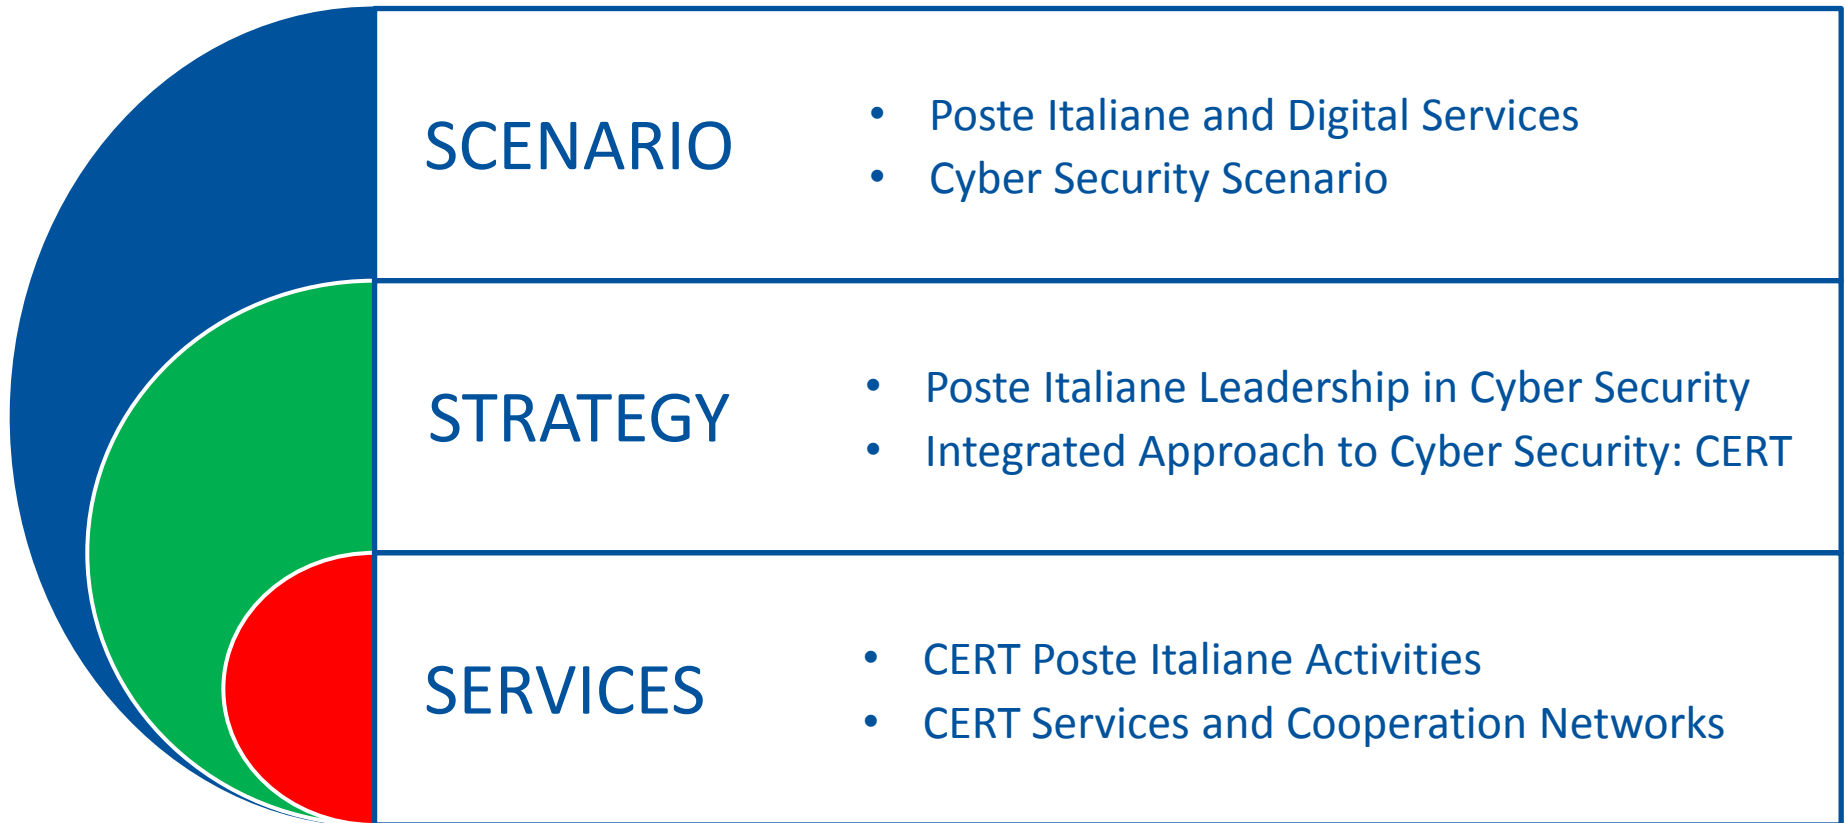 SCENARIO
• Poste Italiane and Digital Services
• Cyber Security Scenario
STRATEGY
• Poste Italiane Leadership in Cyber Security
• Integrated Approach to Cyber Security: CERT
SERVICES
• CERT Poste Italiane Activities
• CERT Services and Cooperation Networks